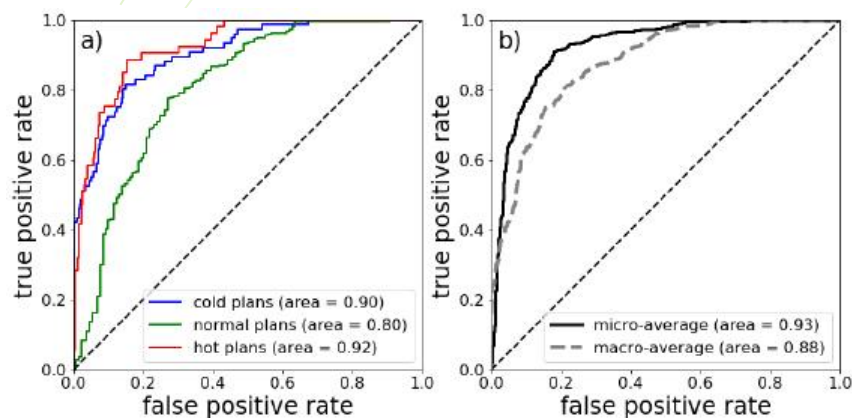 a)
true positive rate
1.0
0.8
0.6
0.4
0.2
0.0
cold plans (area = 0.90)
normal plans (area = 0.80)
hot plans (area = 0.92)
0.0 0.2 0.4 0.6 0.8 1.0
false positive rate
b)
true positive rate
1.0
0.8
0.6
0.4
0.2
0.0
micro-average (area = 0.93)
macro-average (area = 0.88)
0.0 0.2 0.4 0.6 0.8 1.0
false positive rate